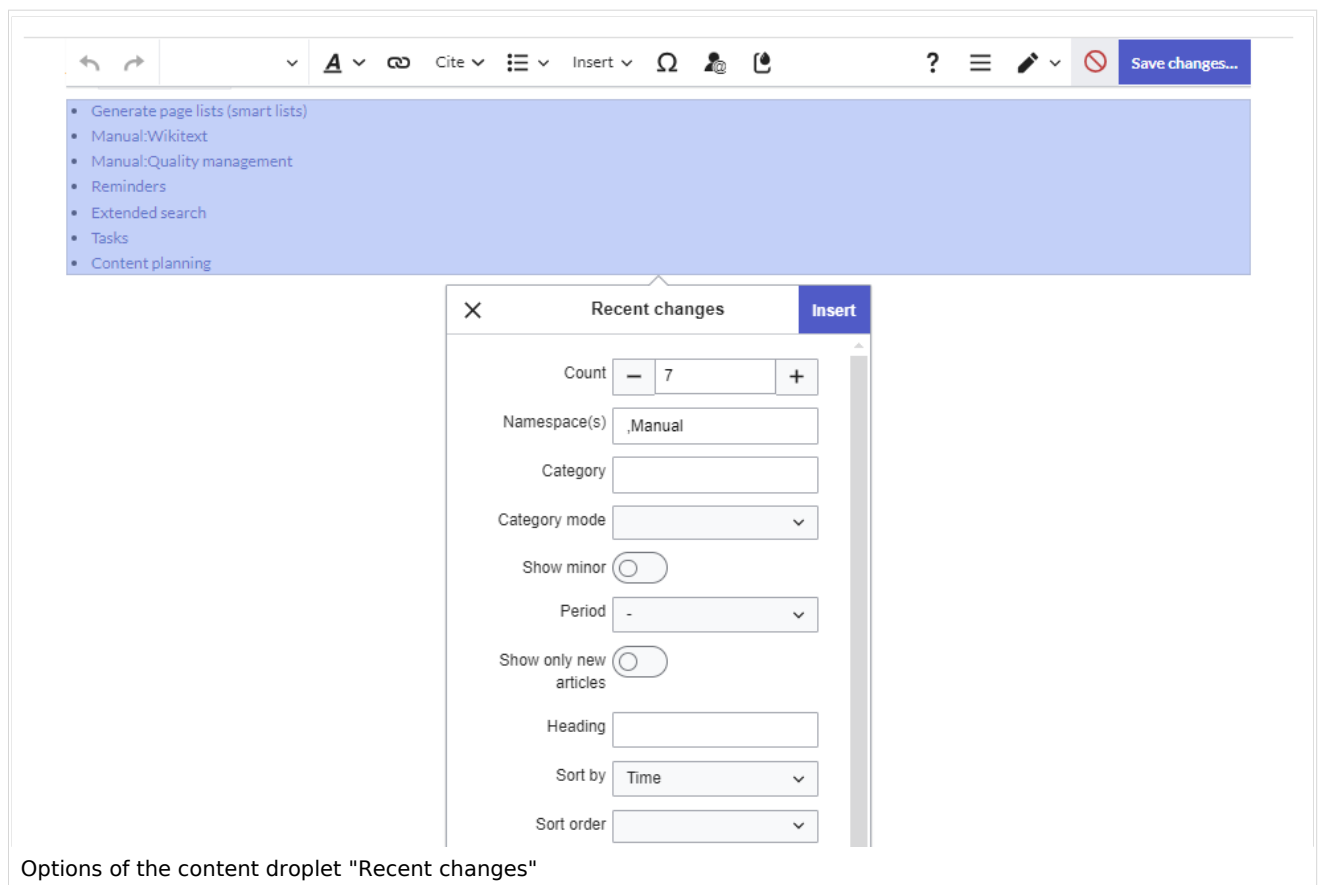 A Cite Insert Ω ? Save changes...
Generate page lists (smart lists)
Manual:Wikitext
Manual:Quality management
Reminders
Extended search
Tasks
Content planning
Recent changes Insert
Count 7
Namespace(s) ,Manual
Category
Category mode
Show minor
Period -
Show only new
articles
Heading
Sort by Time
Sort order
Options of the content droplet "Recent changes"